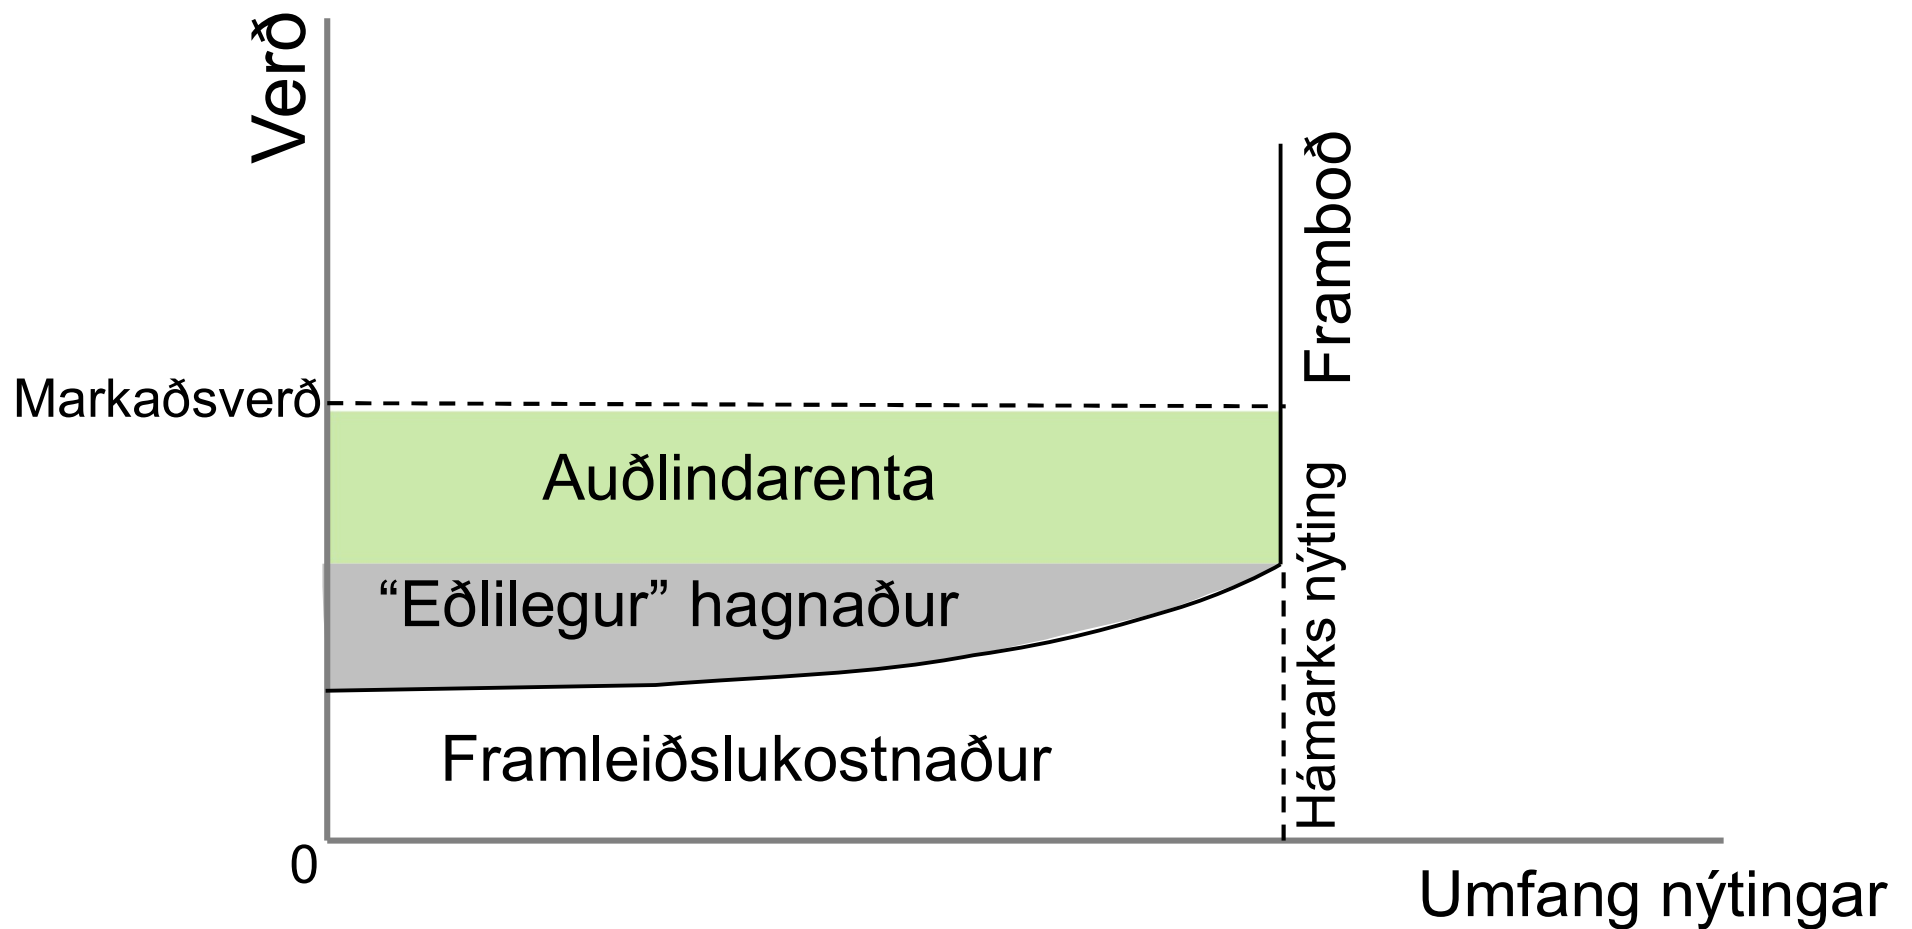 Verð
Framboð
Markaðsverð
Auðlindarenta
“Eðlilegur” hagnaður
Hámarks nýting
Framleiðslukostnaður
0
Umfang nýtingar